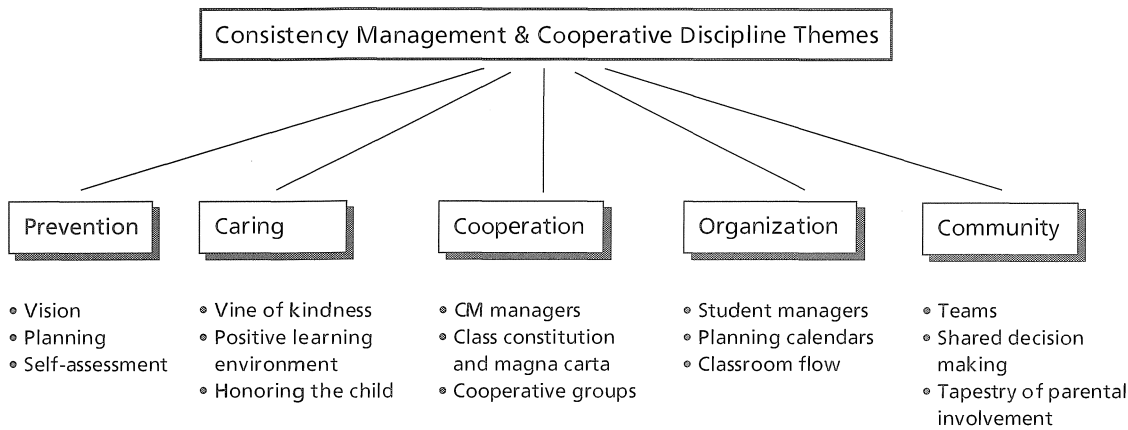 Consistency Management & Cooperative Discipline Themes
Prevention
Caring
Cooperation
Organization
Community
• Vision
• Planning
• Self-assessment
• Vine of kindness
• Positive learning
environment
• Honoring the child
• CM managers
• Class constitution
and magna carta
• Cooperative groups
• Student managers
• Planning calendars
• Classroom flow
• Teams
• Shared decision
making
• Tapestry of parental
involvement